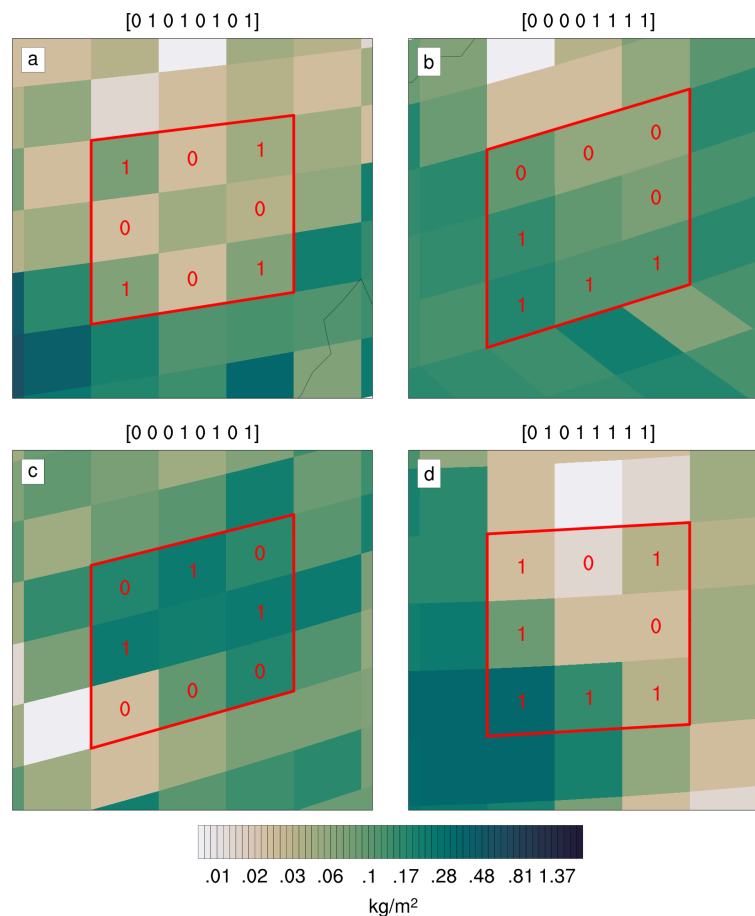 [0 1 0 1 0 1 0 1]
[0 0 0 0 1 1 1 1]
a
1 0 1
0 0
1 0 1
b
0 0 0
1 0
1 1 1
[0 0 0 1 0 1 0 1]
[0 1 0 1 1 1 1 1]
c
0 1 0
1 1
0 0 0
d
1 0 1
1 0
1 1 1
.01 .02 .03 .06 .1 .17 .28 .48 .81 1.37
kg/m²